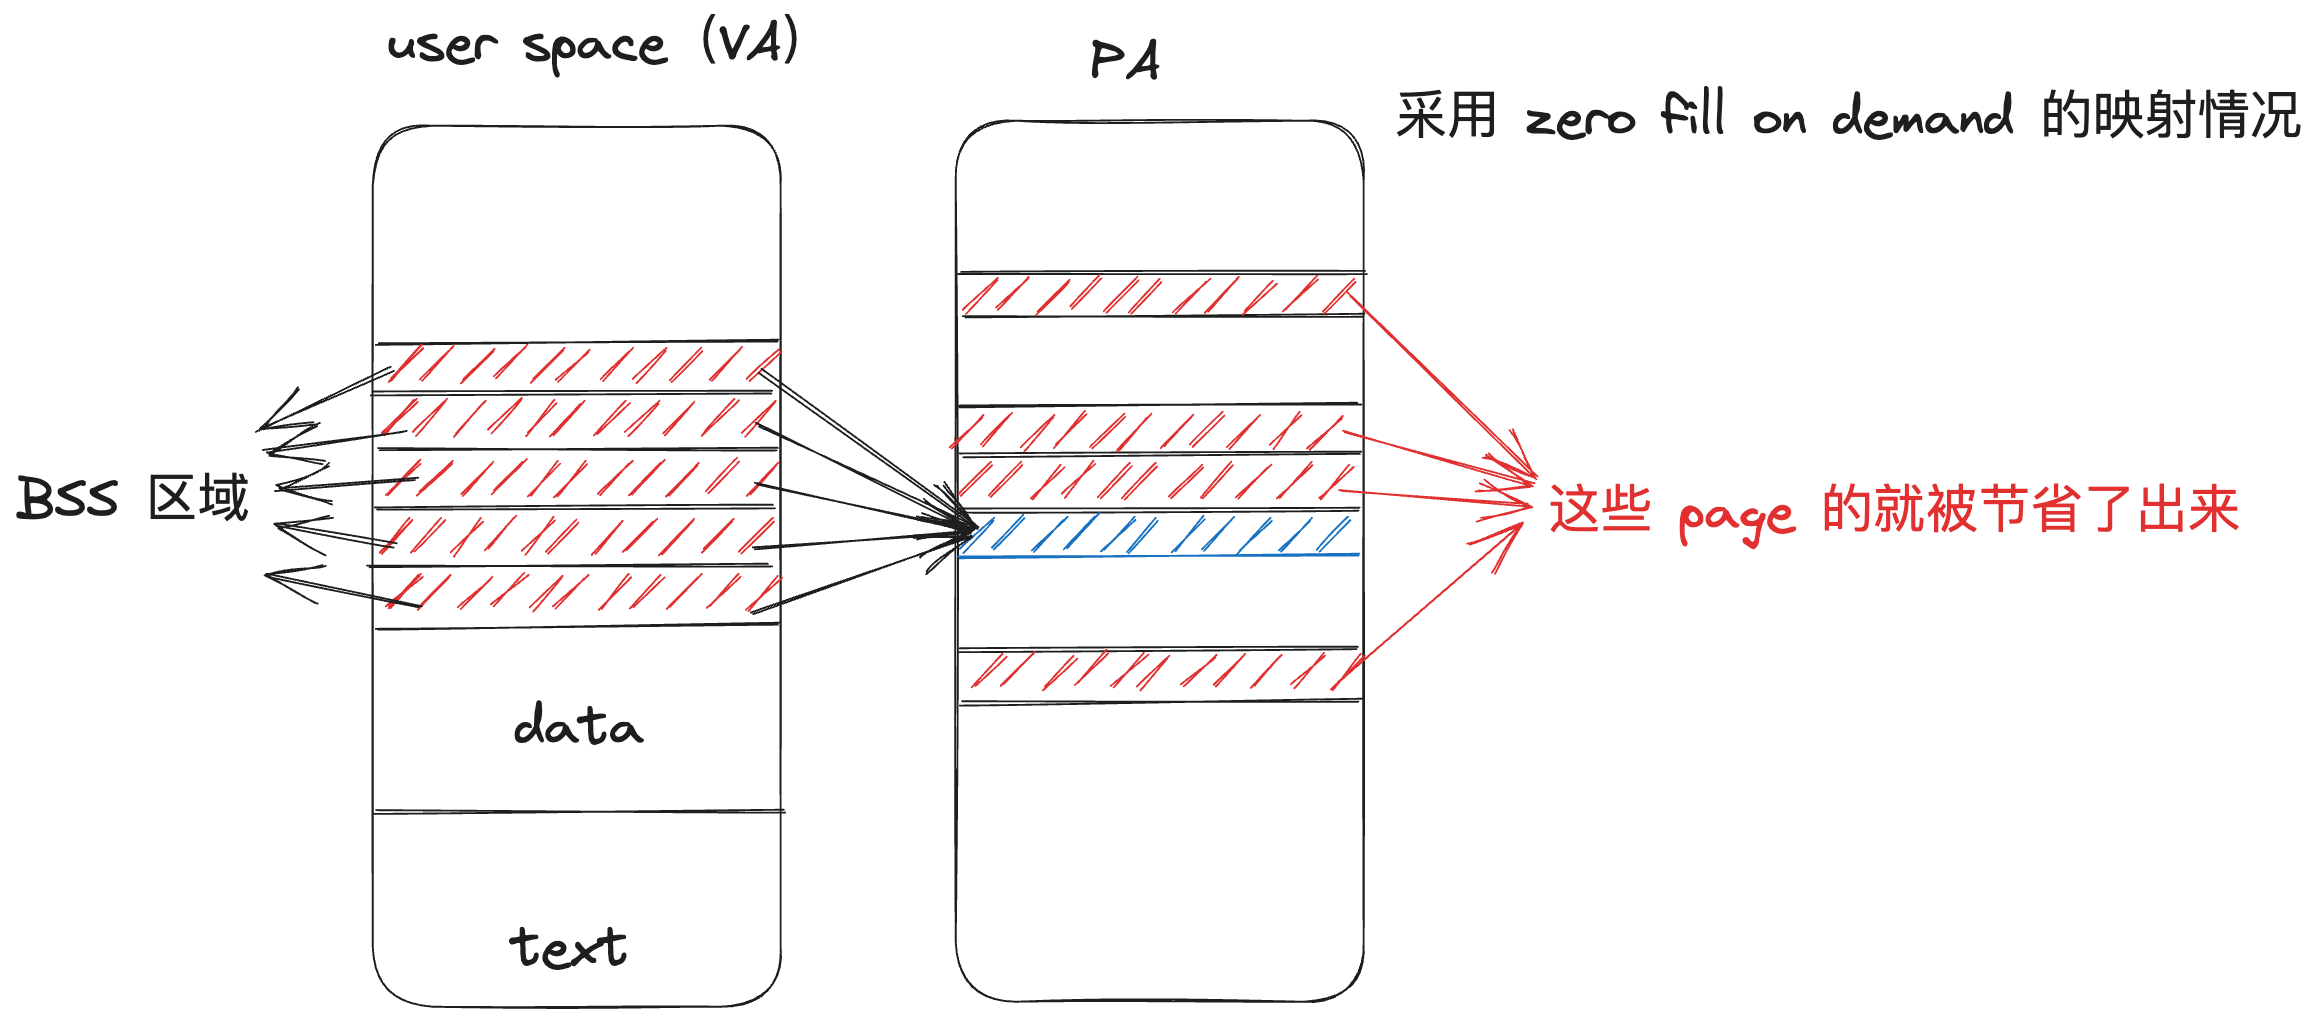 user space (VA)
PA
采用 zero fill on demand 的映射情况
BSS 区域
这些 page 的就被节省了出来
data
text